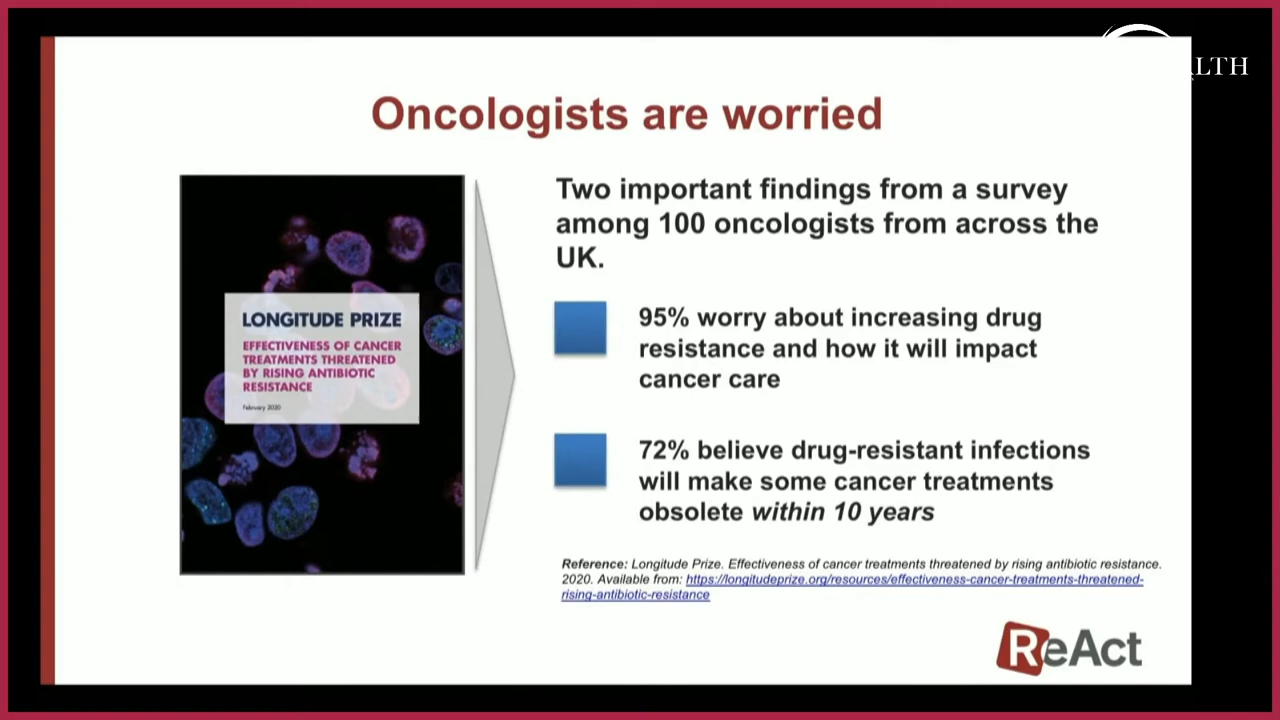 Oncologists are worried
LONGITUDE PRIZE
EFFECTIVENESS OF CANCER
TREATMENTS THREATENED
BY RISING ANTIBIOTIC
RESISTANCE
February 2020
Two important findings from a survey
among 100 oncologists from across the
UK.
95% worry about increasing drug
resistance and how it will impact
cancer care
72% believe drug-resistant infections
will make some cancer treatments
obsolete within 10 years
Reference: Longitude Prize. Effectiveness of cancer treatments threatened by rising antibiotic resistance.
2020. Available from: https://longitudeprize.org/resources/effectiveness-cancer-treatments-threatened-
rising-antibiotic-resistance
ReAct